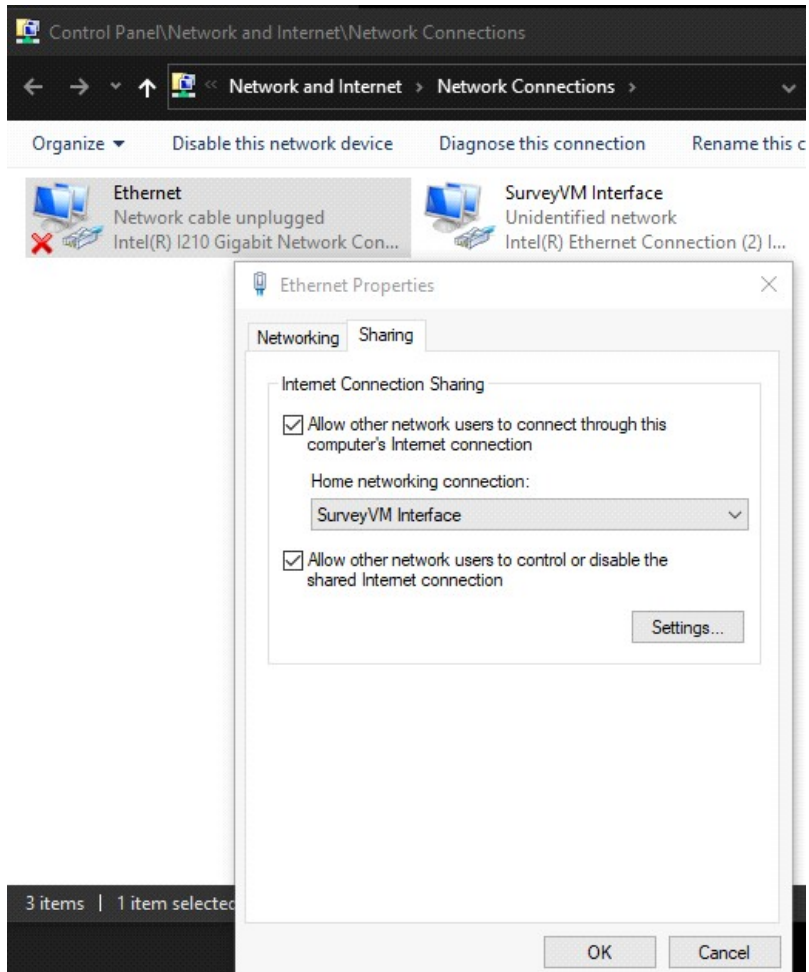 Control Panel\Network and Internet\Network Connections
« Network and Internet › Network Connections ›
Organize Disable this network device Diagnose this connection Rename this c
Ethernet
Network cable unplugged
Intel(R) I210 Gigabit Network Con...
SurveyVM Interface
Unidentified network
Intel(R) Ethernet Connection (2) I...
Ethernet Properties
Networking Sharing
Internet Connection Sharing
Allow other network users to connect through this
computer's Internet connection
Home networking connection:
SurveyVM Interface
Allow other network users to control or disable the
shared Internet connection
Settings...
3 items | 1 item selected
OK Cancel